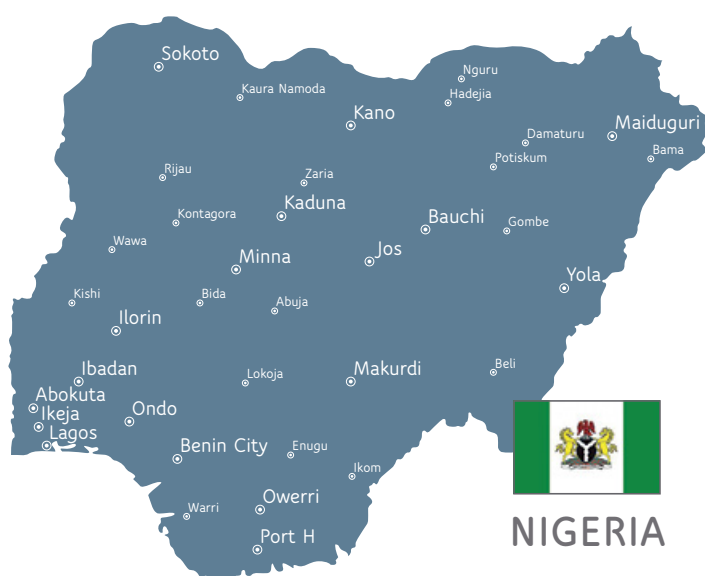 Sokoto
Nguru
Kaura Namoda
Hadejia
Kano
Maiduguri
Damaturu
Bama
Potiskum
Rijau
Zaria
Kaduna
Kontagora
Bauchi
Gombe
Wawa
Minna
Jos
Yola
Kishi
Bida
Abuja
Ilorin
Ibadan
Lokoja
Makurdi
Beli
Abokuta
Ikeja
Ondo
Lagos
Benin City
Enugu
Ikom
Owerri
Warri
Port H
NIGERIA